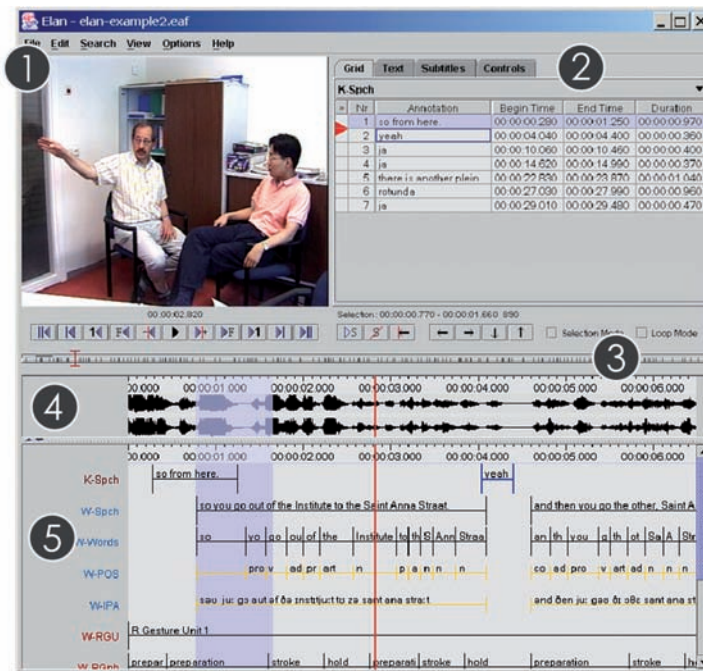 Elan - elan-example2.eaf
File Edit Search View Options Help
1
Grid Text Subtitles Controls
2
K-Spch
Nr Annotation Begin Time End Time Duration
1 so from here. 00:00:00.280 00:00:01.250 00:00:00.970
2 yeah 00:00:04.040 00:00:04.400 00:00:00.360
3 ja 00:00:10.060 00:00:10.460 00:00:00.400
4 ja 00:00:14.620 00:00:14.990 00:00:00.370
5 there is another plein 00:00:22.830 00:00:23.870 00:00:01.040
6 rotunda 00:00:27.030 00:00:27.990 00:00:00.960
7 ja 00:00:29.010 00:00:29.480 00:00:00.470
00:00:02.820 Selection: 00:00:00.770 - 00:00:01.660 890
Selection Mode Loop Mode
3
00:000 00:00:01.000 00:00:02.000 00:00:03.000 00:00:04.000 00:00:05.000 00:00:06.000
4
00:000 00:00:01.000 00:00:02.000 00:00:03.000 00:00:04.000 00:00:05.000 00:00:06.000
K-Spch so from here. yeah
W-Spch so you go out of the Institute to the Saint Anna Straat. and then you go the other, Saint A
5
W-Words so yo go ou of the Institute to th S Ann Straa an th you g th ot Sa A Str
W-POS pro v ad pr art n p a n n n co ad pro v art ad n n n
W-IPA
W-RGU R Gesture Unit 1
W-RGph prepar preparation stroke hold preparati stroke hold preparation stroke